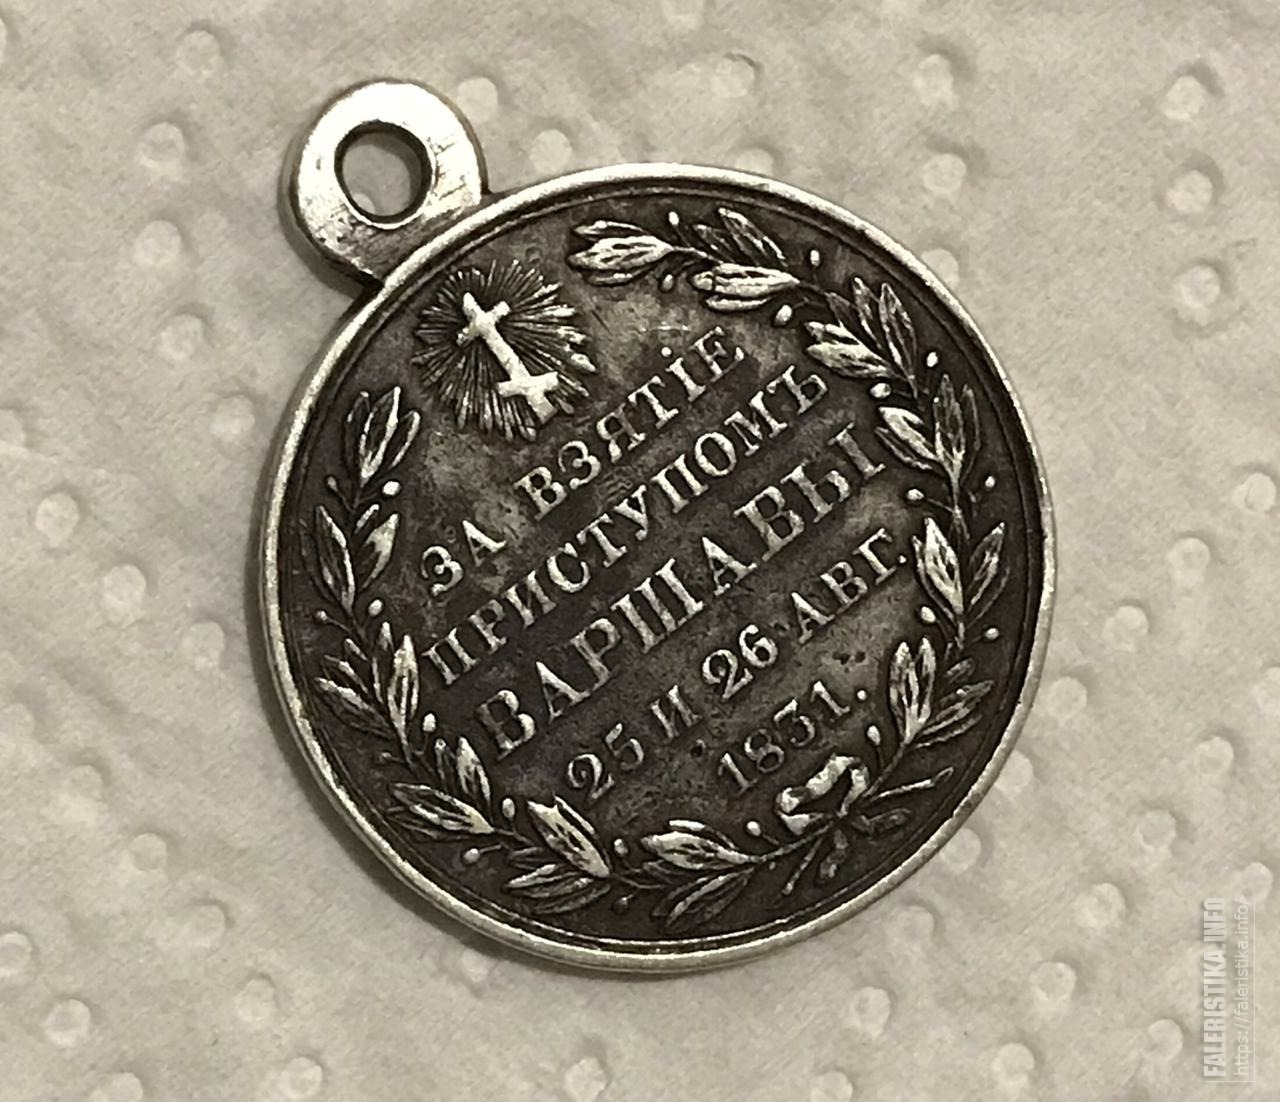 ЗА ВЗЯТІЕ
ПРИСТУПОМЪ
ВАРШАВЫ
25 И 26 АВГ.
1831.
FALERISTIKA.INFO
https://faleristika.info/